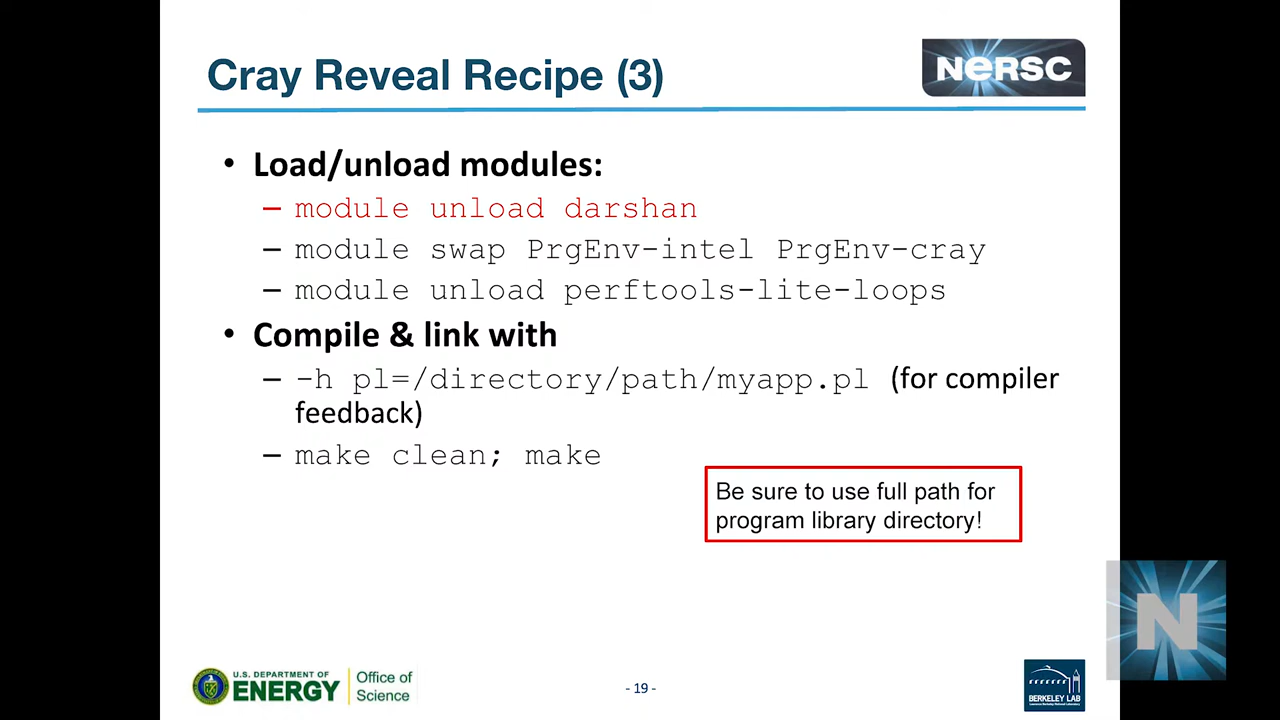 Cray Reveal Recipe (3)
NERSC
• Load/unload modules:
– module unload darshan
– module swap PrgEnv-intel PrgEnv-cray
– module unload perftools-lite-loops
• Compile & link with
– -h pl=/directory/path/myapp.pl (for compiler
feedback)
– make clean; make
Be sure to use full path for
program library directory!
N
U.S. DEPARTMENT OF
ENERGY
Office of
Science
- 19 -
BERKELEY LAB